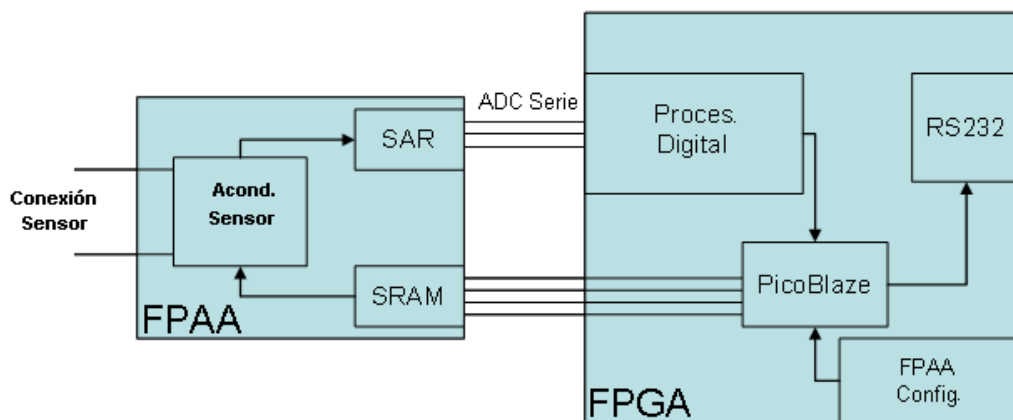 ADC Serie
SAR
Proces.
Digital
RS232
Conexión
Sensor
Acond.
Sensor
SRAM
PicoBlaze
FPAA
FPAA
Config.
FPGA